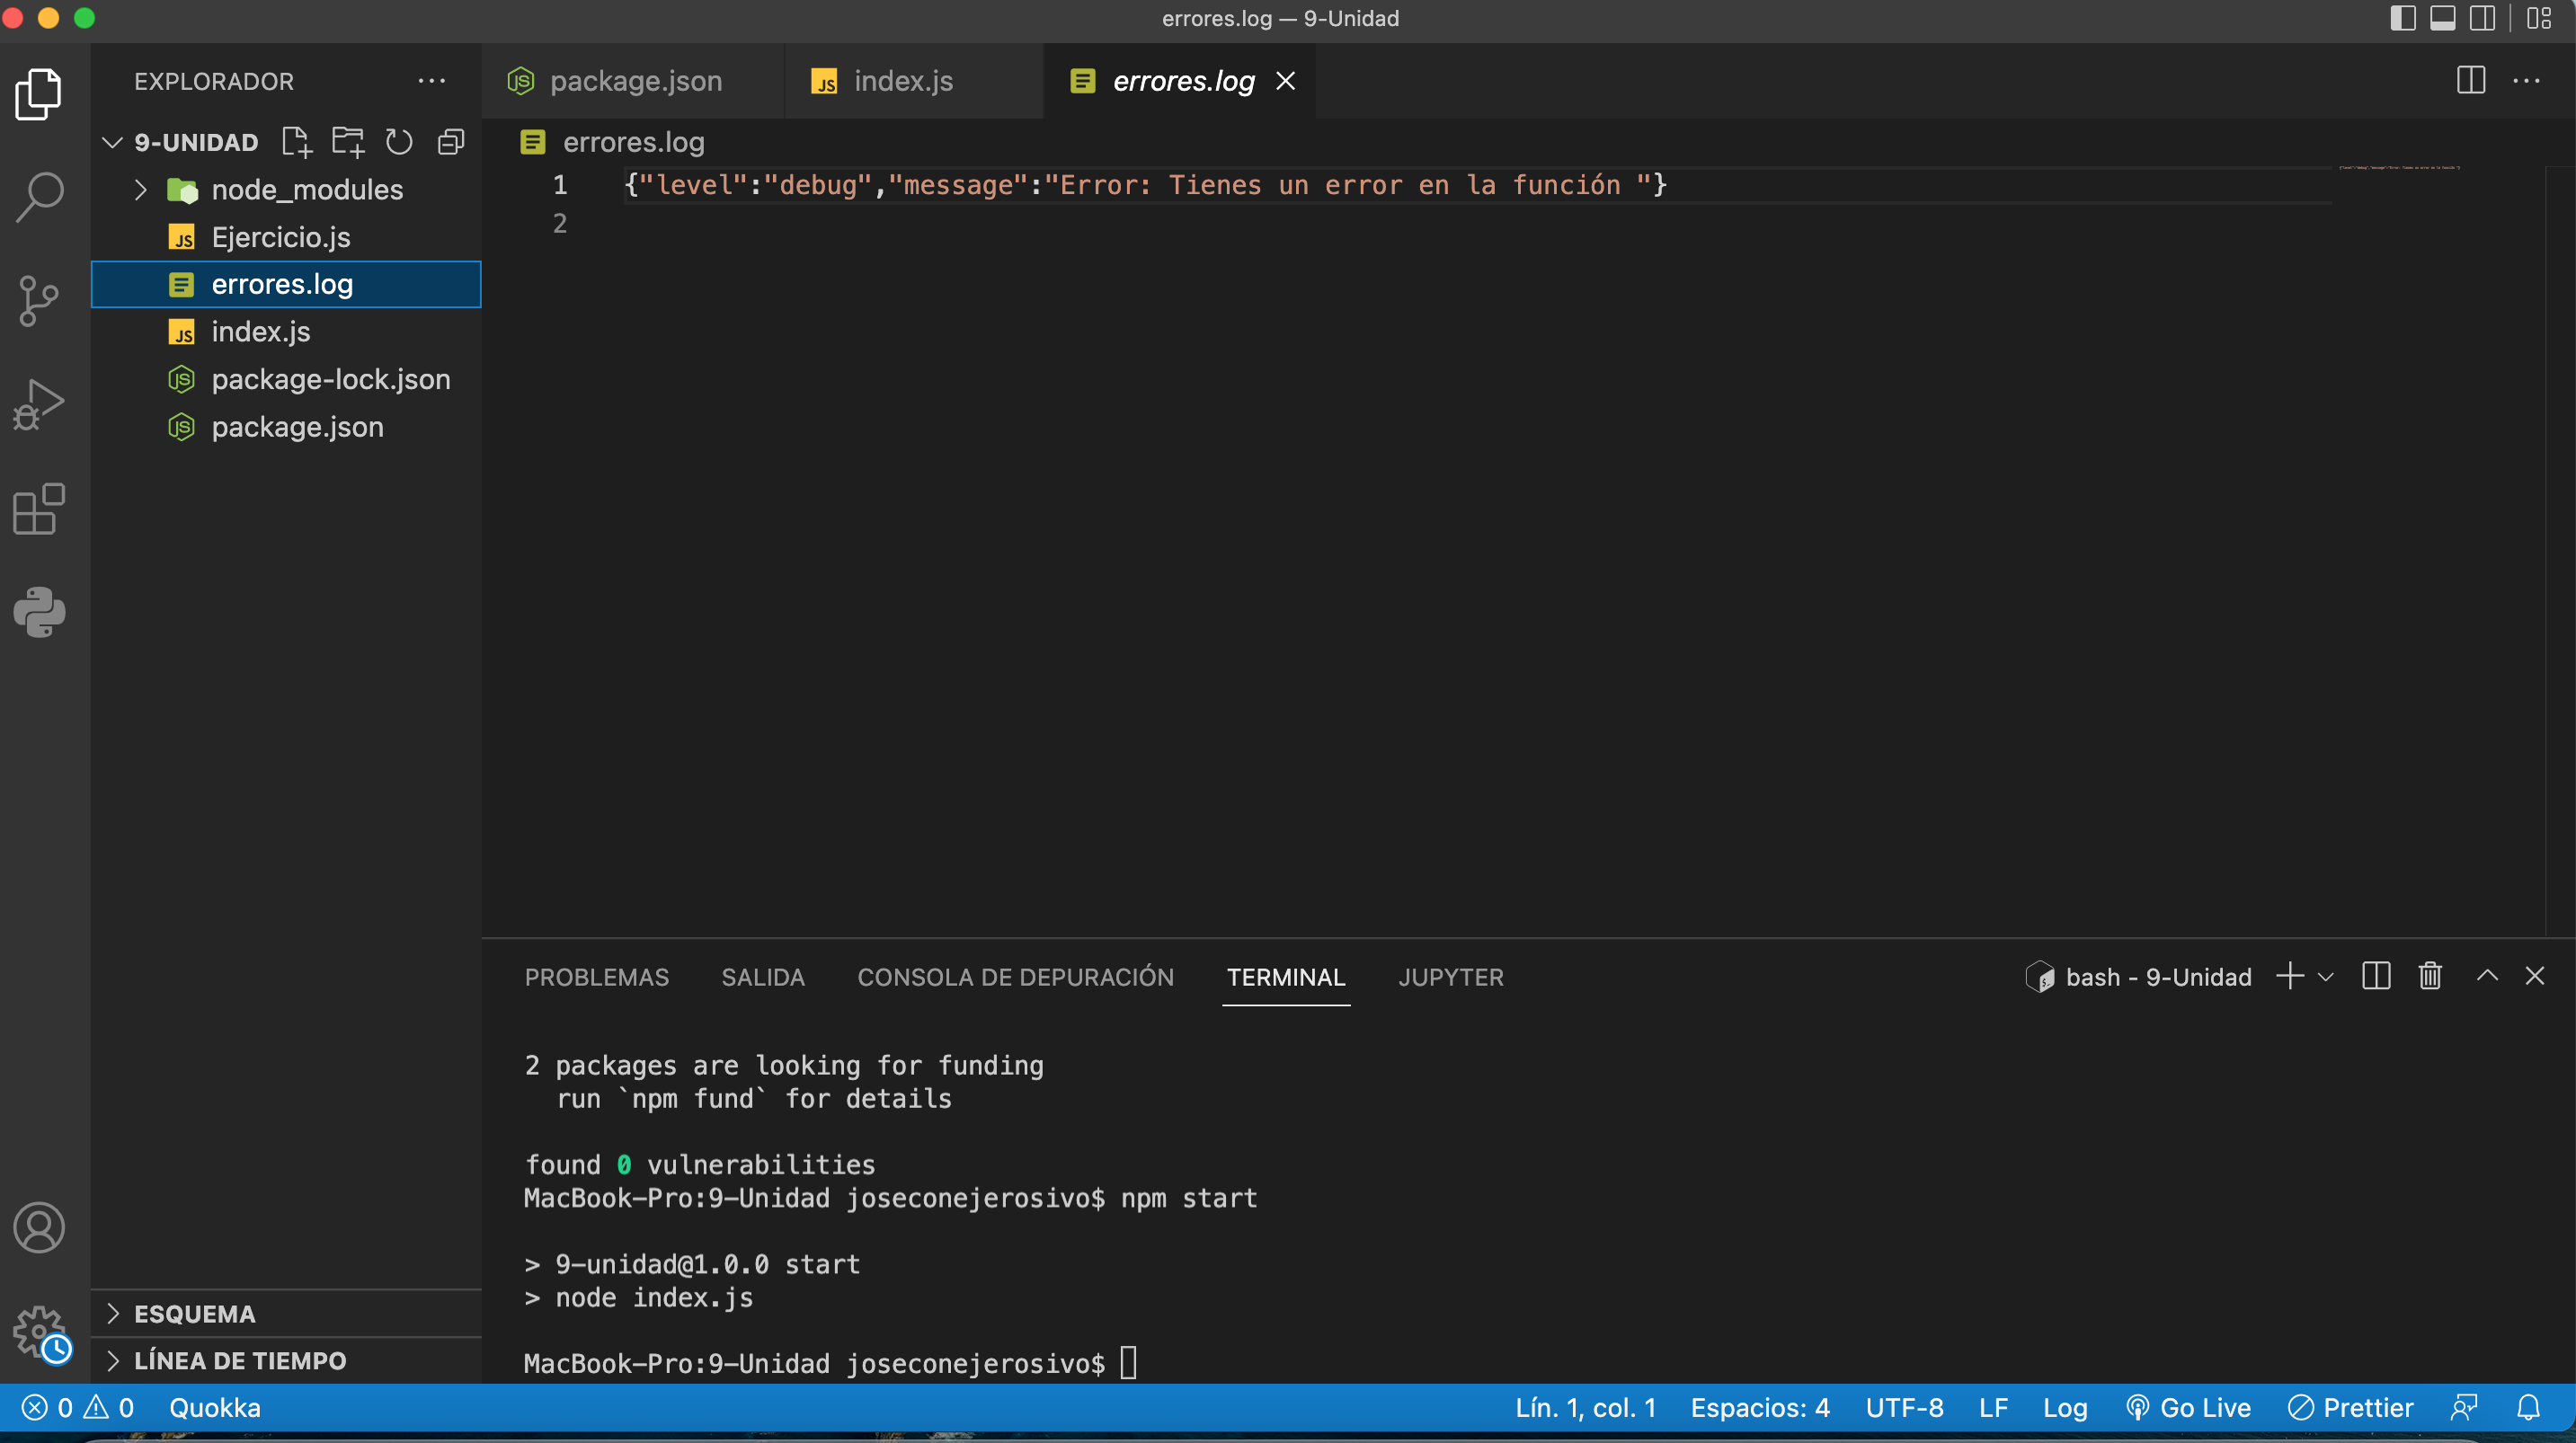 errores.log — 9-Unidad
EXPLORADOR
9-UNIDAD
node_modules
Ejercicio.js
errores.log
index.js
package-lock.json
package.json
ESQUEMA
LÍNEA DE TIEMPO
package.json
index.js
errores.log
errores.log
1 {"level":"debug","message":"Error: Tienes un error en la función "}
2
PROBLEMAS SALIDA CONSOLA DE DEPURACIÓN TERMINAL JUPYTER
bash - 9-Unidad
2 packages are looking for funding
run `npm fund` for details
found 0 vulnerabilities
MacBook-Pro:9-Unidad joseconejerosivo$ npm start
> 9-unidad@1.0.0 start
> node index.js
MacBook-Pro:9-Unidad joseconejerosivo$
0 0 Quokka Lín. 1, col. 1 Espacios: 4 UTF-8 LF Log Go Live Prettier